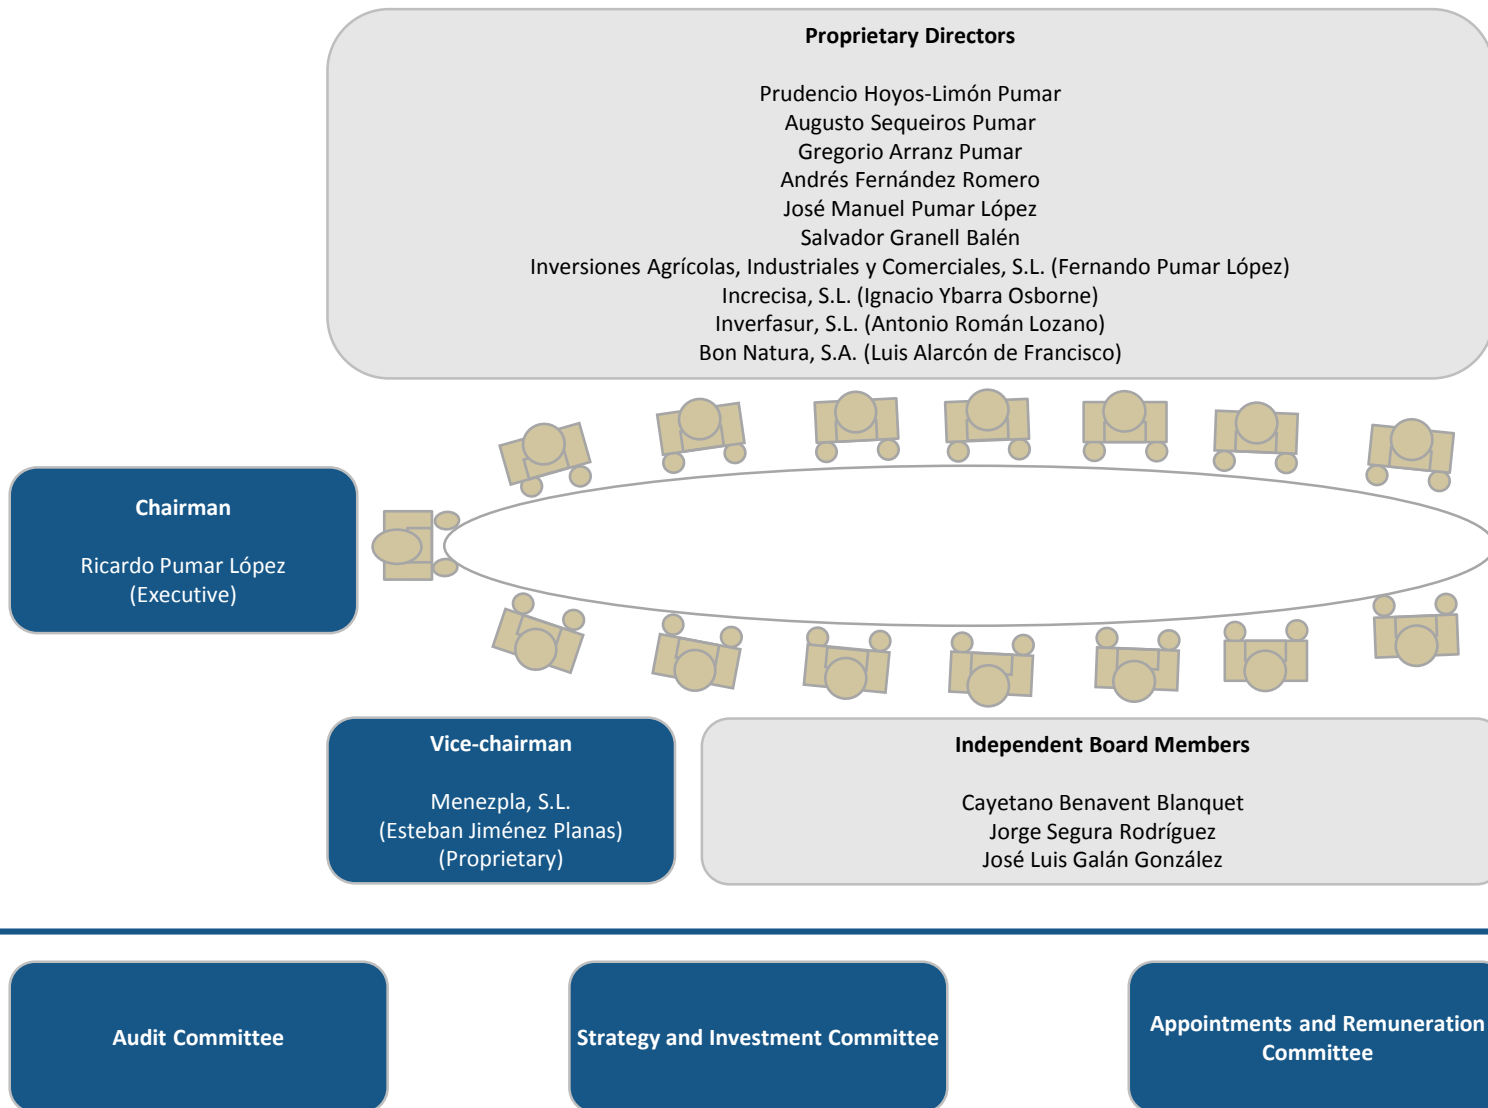 Proprietary Directors
Prudencio Hoyos-Limón Pumar
Augusto Sequeiros Pumar
Gregorio Arranz Pumar
Andrés Fernández Romero
José Manuel Pumar López
Salvador Granell Balén
Inversiones Agrícolas, Industriales y Comerciales, S.L. (Fernando Pumar López)
Increcisa, S.L. (Ignacio Ybarra Osborne)
Inverfasur, S.L. (Antonio Román Lozano)
Bon Natura, S.A. (Luis Alarcón de Francisco)
Chairman
Ricardo Pumar López
(Executive)
Vice-chairman
Menezpla, S.L.
(Esteban Jiménez Planas)
(Proprietary)
Independent Board Members
Cayetano Benavent Blanquet
Jorge Segura Rodríguez
José Luis Galán González
Audit Committee
Strategy and Investment Committee
Appointments and Remuneration
Committee